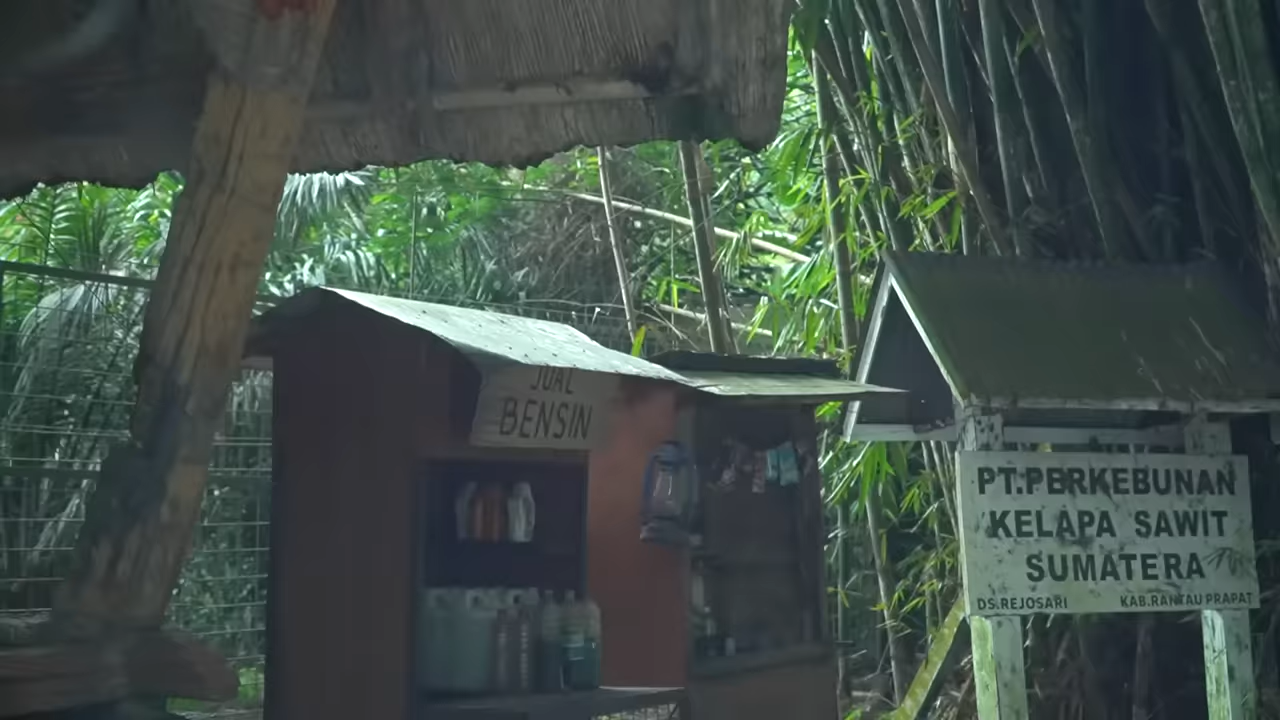 JUAL
BENSIN
PT.PERKEBUNAN
KELAPA SAWIT
SUMATERA
DS.REJOSARI KAB.RANTAU PRAPAT